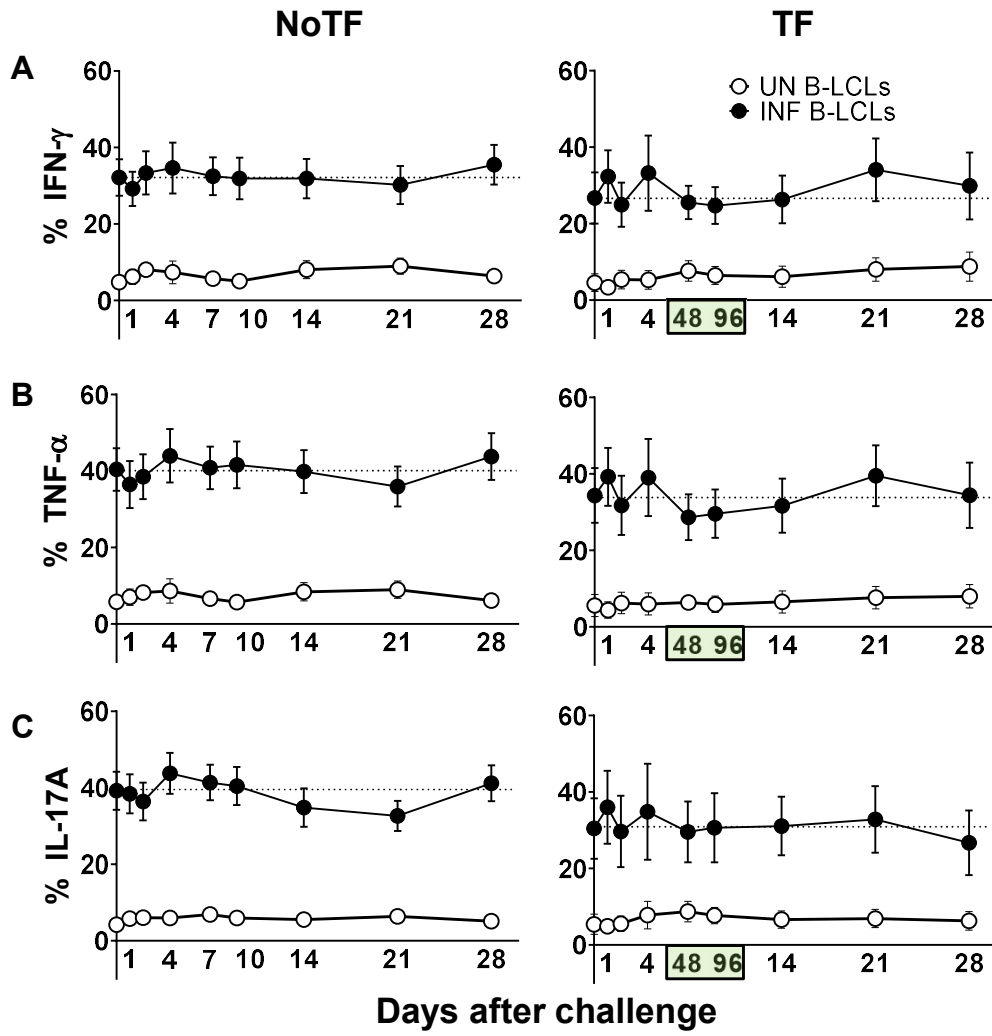 NoTF TF
A
% IFN-γ
60
40
20
0
1 4 7 10 14 21 28
60
40
20
0
UN B-LCLs
INF B-LCLs
1 4 48 96 14 21 28
B
% TNF-α
60
40
20
0
1 4 7 10 14 21 28
60
40
20
0
1 4 48 96 14 21 28
C
% IL-17A
60
40
20
0
1 4 7 10 14 21 28
60
40
20
0
1 4 48 96 14 21 28
Days after challenge